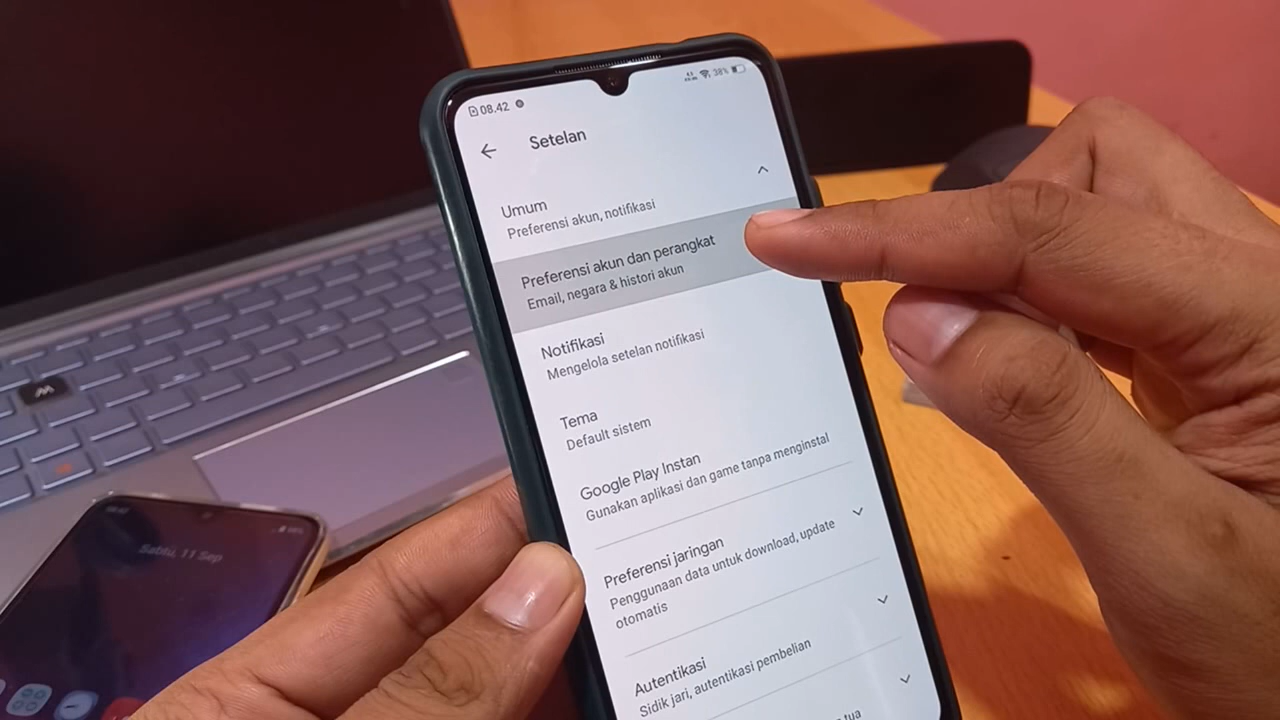 08.42
38%
Setelan
Umum
Preferensi akun, notifikasi
Preferensi akun dan perangkat
Email, negara & histori akun
Notifikasi
Mengelola setelan notifikasi
Tema
Default sistem
Google Play Instan
Gunakan aplikasi dan game tanpa menginstal
Preferensi jaringan
Penggunaan data untuk download, update
otomatis
Autentikasi
Sidik jari, autentikasi pembelian
tua
Sabtu, 11 Sep